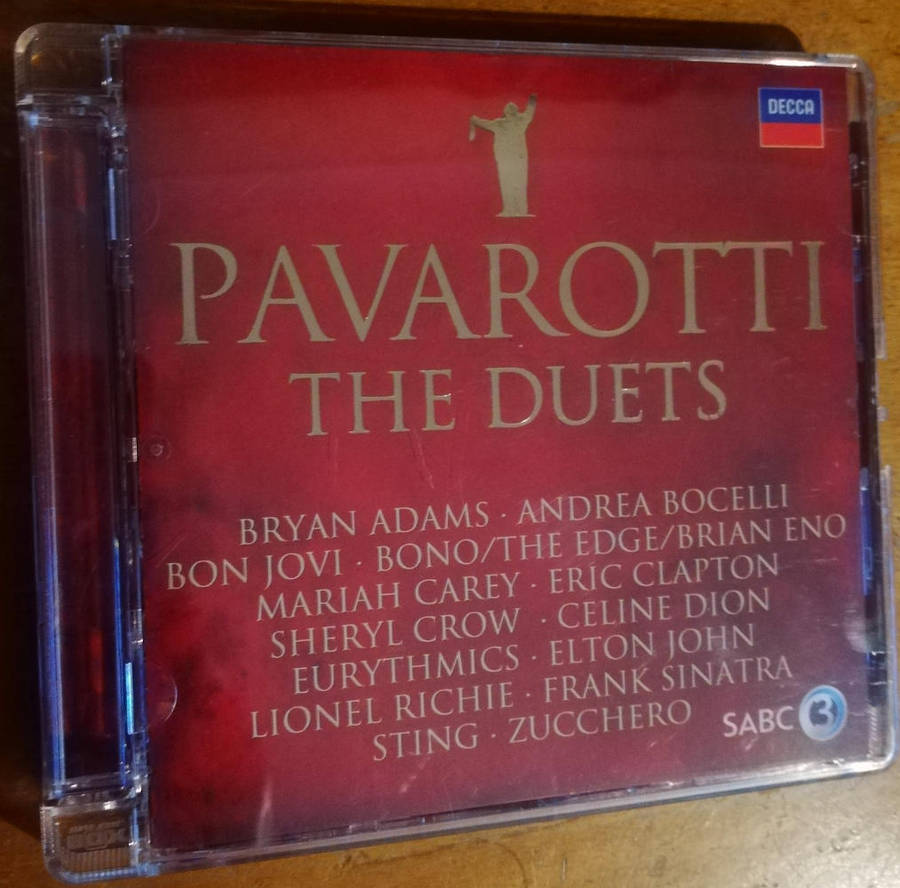 DECCA
PAVAROTTI
THE DUETS
BRYAN ADAMS · ANDREA BOCELLI
BON JOVI · BONO/THE EDGE/BRIAN ENO
MARIAH CAREY · ERIC CLAPTON
SHERYL CROW · CELINE DION
EURYTHMICS · ELTON JOHN
LIONEL RICHIE · FRANK SINATRA
STING · ZUCCHERO
SABC 3